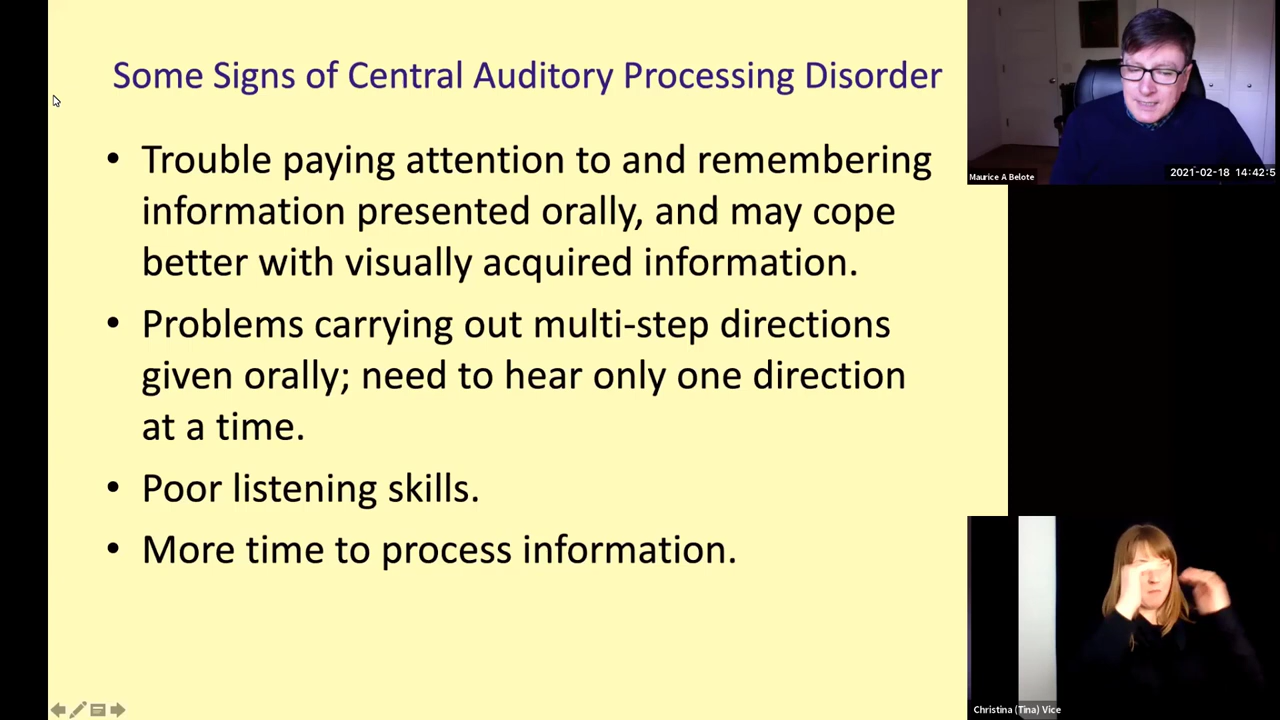 Some Signs of Central Auditory Processing Disorder
• Trouble paying attention to and remembering
information presented orally, and may cope
better with visually acquired information.
• Problems carrying out multi-step directions
given orally; need to hear only one direction
at a time.
• Poor listening skills.
• More time to process information.
Maurice A Belote
2021-02-18 14:42:5
Christina (Tina) Vice